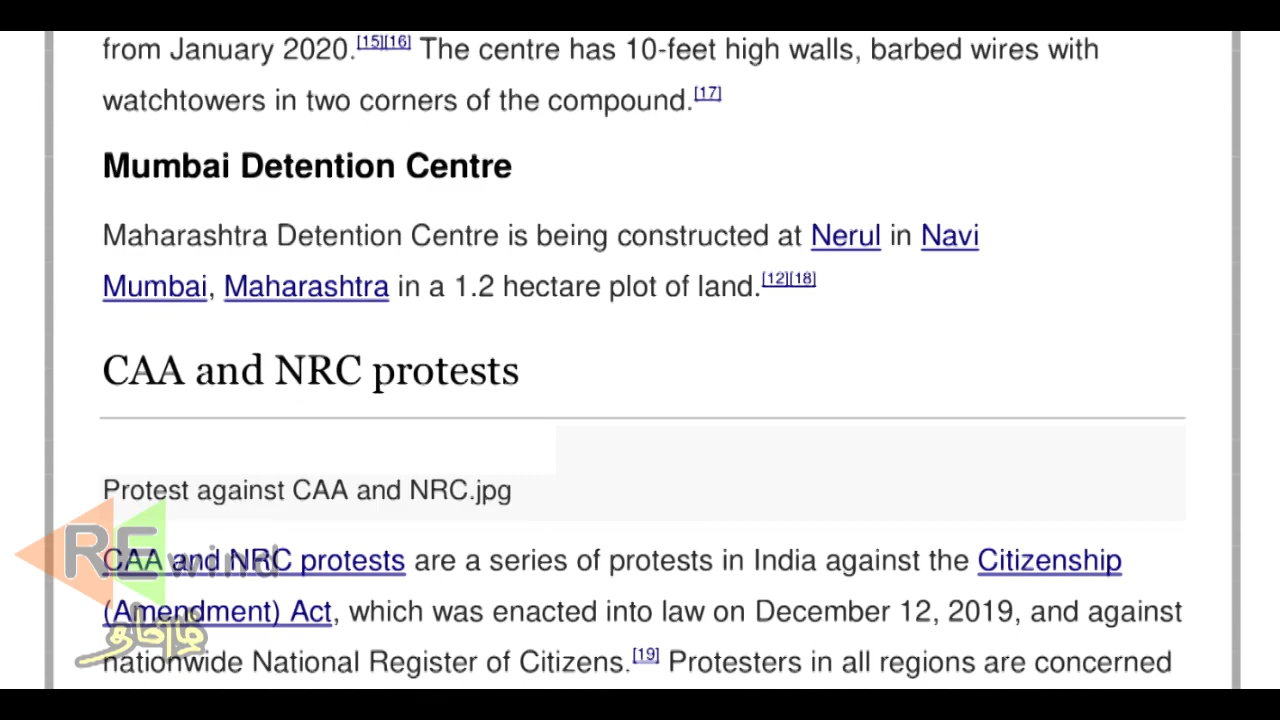 from January 2020.[15][16] The centre has 10-feet high walls, barbed wires with
watchtowers in two corners of the compound.[17]
Mumbai Detention Centre
Maharashtra Detention Centre is being constructed at Nerul in Navi
Mumbai, Maharashtra in a 1.2 hectare plot of land.[12][18]
CAA and NRC protests
Protest against CAA and NRC.jpg
CAA and NRC protests are a series of protests in India against the Citizenship
(Amendment) Act, which was enacted into law on December 12, 2019, and against
nationwide National Register of Citizens.[19] Protesters in all regions are concerned
REwind
தமிழ்